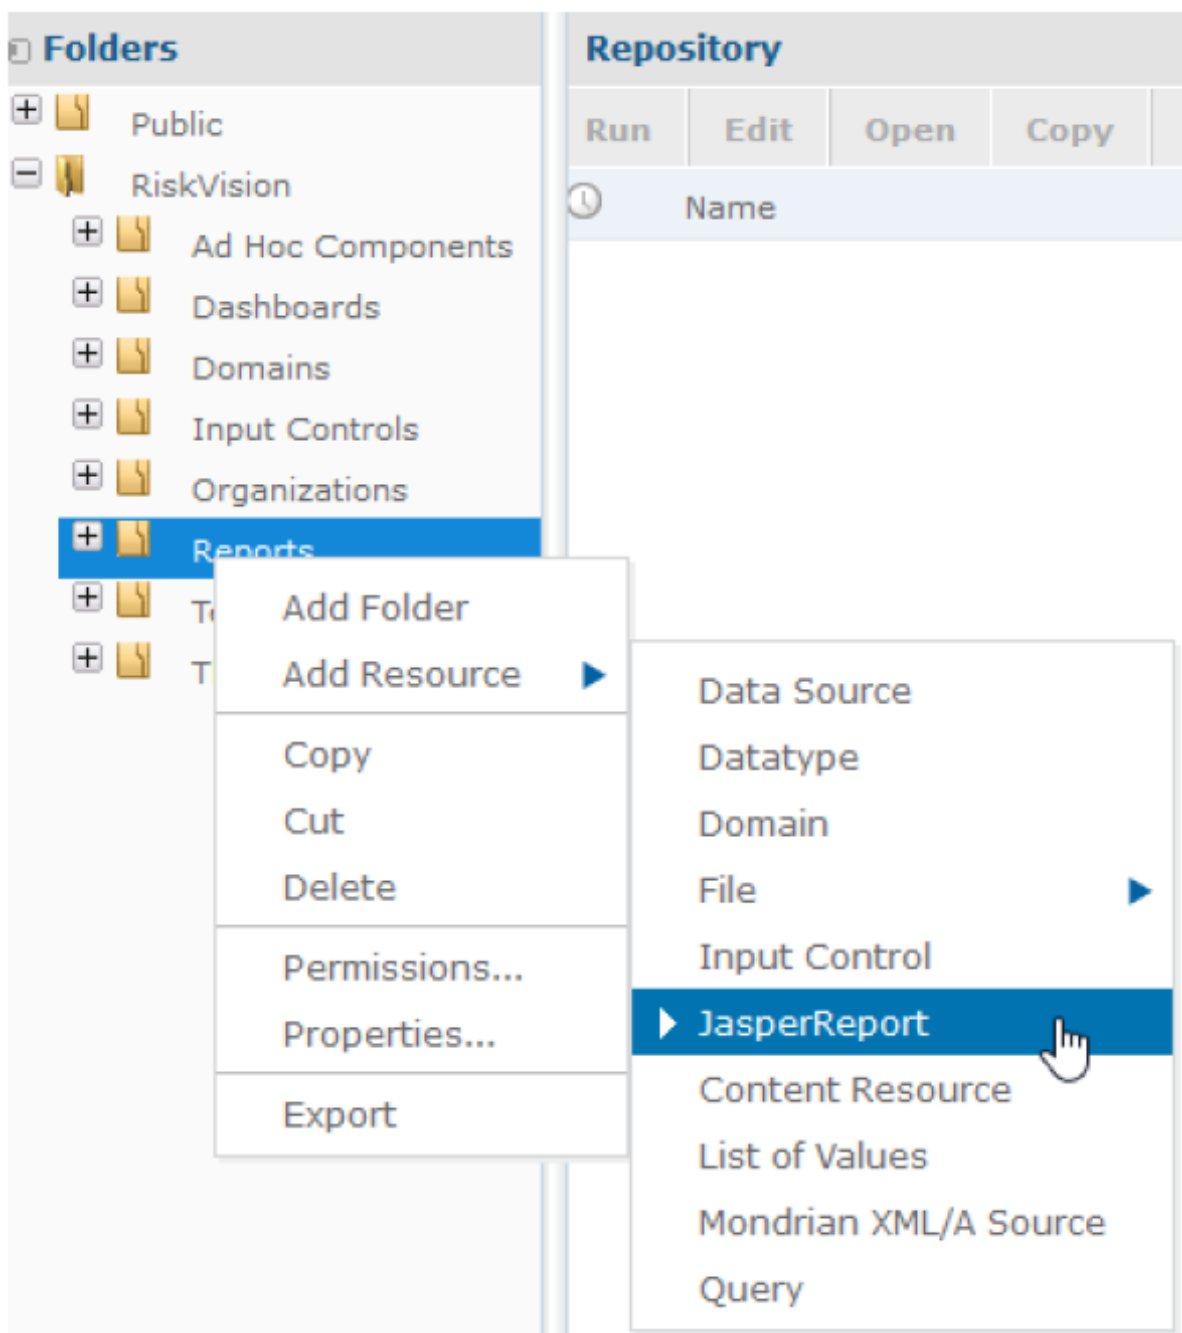 Folders
Public
RiskVision
Ad Hoc Components
Dashboards
Domains
Input Controls
Organizations
Reports
Repository
Run Edit Open Copy
Name
Add Folder
Add Resource
Copy
Cut
Delete
Permissions...
Properties...
Export
Data Source
Datatype
Domain
File
Input Control
JasperReport
Content Resource
List of Values
Mondrian XML/A Source
Query